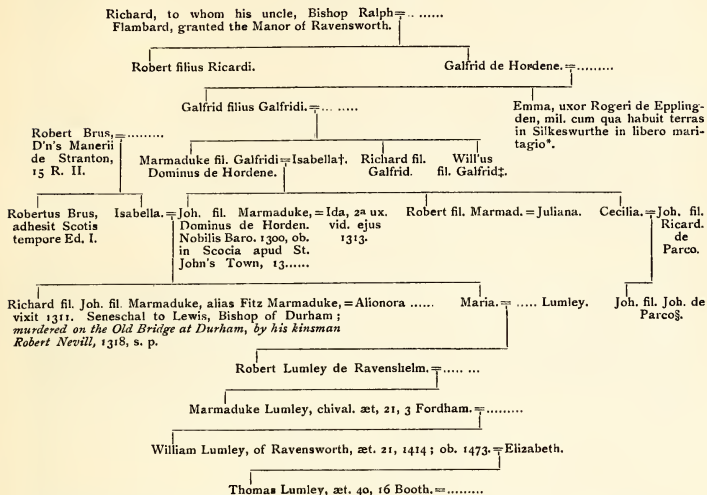 Richard, to whom his uncle, Bishop Ralph=.. ......
Flambard, granted the Manor of Ravensworth.
Robert filius Ricardi.
Galfrid de Hordene.=.........
Galfrid filius Galfridi.=... .....
Emma, uxor Rogeri de Eppling-
den, mil. cum qua habuit terras
in Silkeswurthe in libero mari-
tagio*.
Robert Brus,=.........
D'n's Manerii
de Stranton,
15 R. II.
Marmaduke fil. Galfridi=Isabella†.
Dominus de Hordene.
Richard fil.
Galfrid.
Will'us
fil. Galfrid‡.
Robertus Brus,
adhesit Scotis
tempore Ed. I.
Isabella.=Joh. fil. Marmaduke,=Ida, 2a ux.
Dominus de Horden. vid. ejus
Nobilis Baro. 1300, ob. 1313.
in Scocia apud St.
John's Town, 13......
Robert fil. Marmad.=Juliana.
Cecilia.=Joh. fil.
Ricard.
de
Parco.
Richard fil. Joh. fil. Marmaduke, alias Fitz Marmaduke,=Alionora ......
vixit 1311. Seneschal to Lewis, Bishop of Durham;
murdered on the Old Bridge at Durham, by his kinsman
Robert Nevill, 1318, s. p.
Maria.=..... Lumley.
Joh. fil. Joh. de
Parco§.
Robert Lumley de Ravenshelm.=..... ...
Marmaduke Lumley, chival. æt, 21, 3 Fordham.=.........
William Lumley, of Ravensworth, æt. 21, 1414; ob. 1473.=Elizabeth.
Thomas Lumley, æt. 40, 16 Booth.=.........